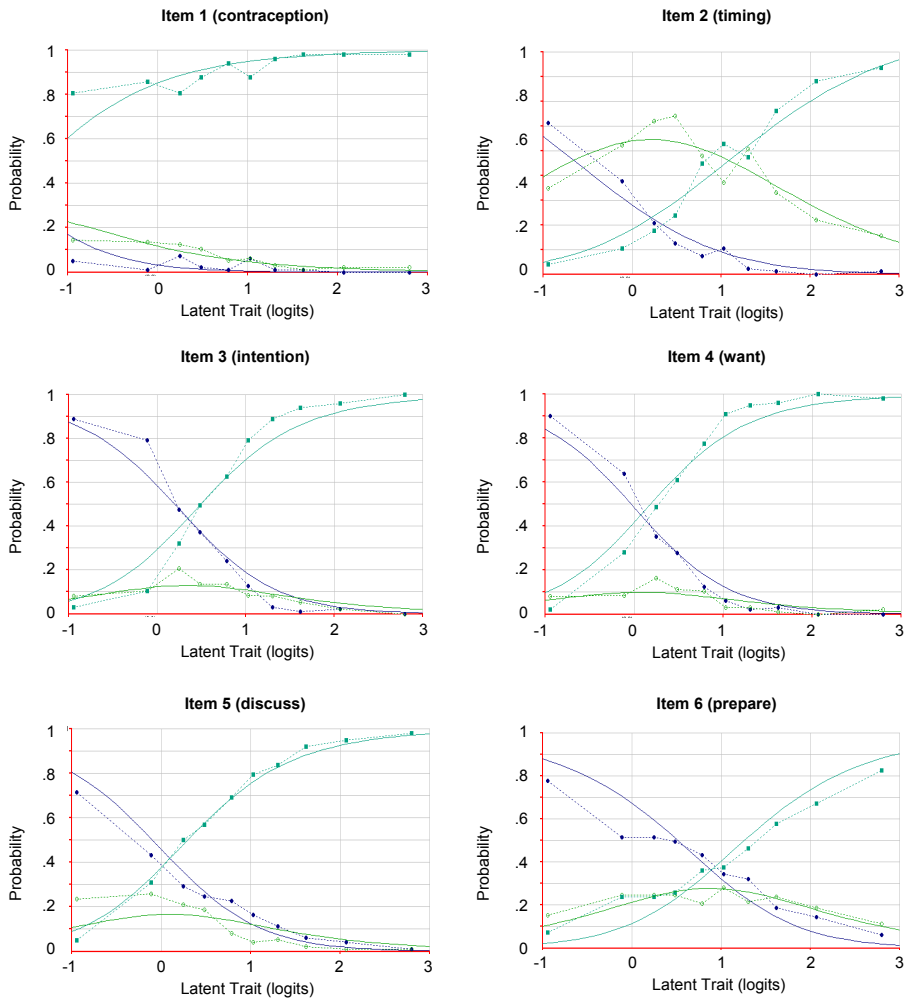 Item 1 (contraception)
Probability
1
.8
.6
.4
.2
0
-1 0 1 2 3
Latent Trait (logits)
Item 2 (timing)
Probability
1
.8
.6
.4
.2
0
-1 0 1 2 3
Latent Trait (logits)
Item 3 (intention)
Probability
1
.8
.6
.4
.2
0
-1 0 1 2 3
Latent Trait (logits)
Item 4 (want)
Probability
1
.8
.6
.4
.2
0
-1 0 1 2 3
Latent Trait (logits)
Item 5 (discuss)
Probability
1
.8
.6
.4
.2
0
-1 0 1 2 3
Latent Trait (logits)
Item 6 (prepare)
Probability
1
.8
.6
.4
.2
0
-1 0 1 2 3
Latent Trait (logits)